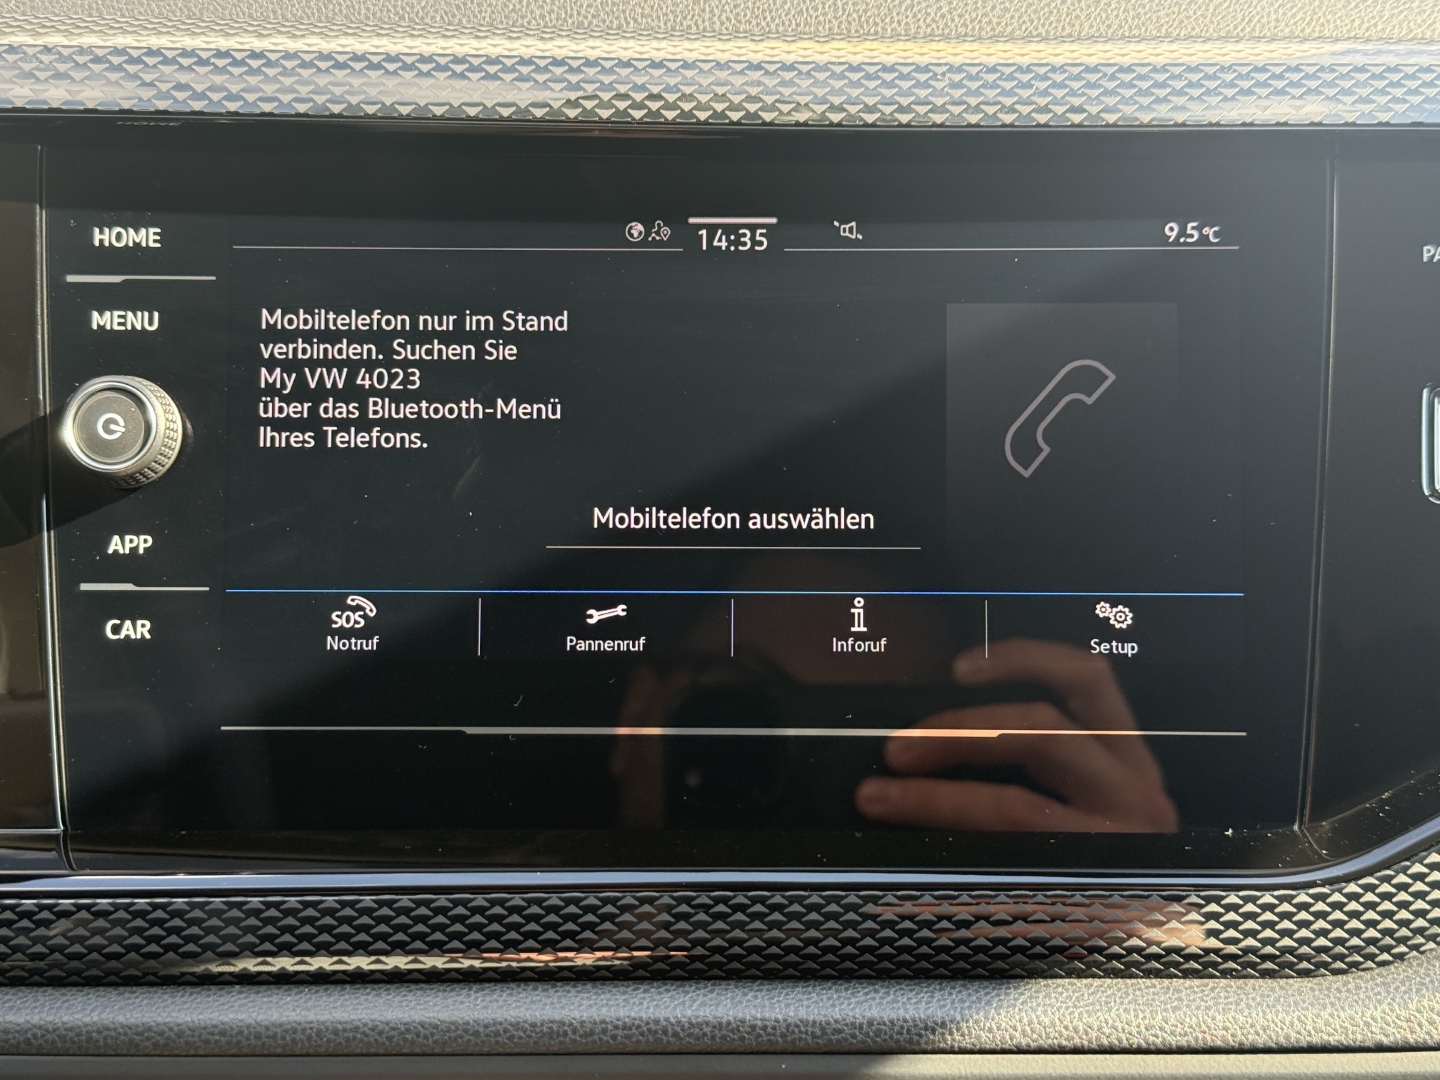 HOME
14:35
9.5°C
MENU
Mobiltelefon nur im Stand
verbinden. Suchen Sie
My VW 4023
über das Bluetooth-Menü
Ihres Telefons.
Mobiltelefon auswählen
APP
CAR
SOS
Notruf
Pannenruf
Inforuf
Setup